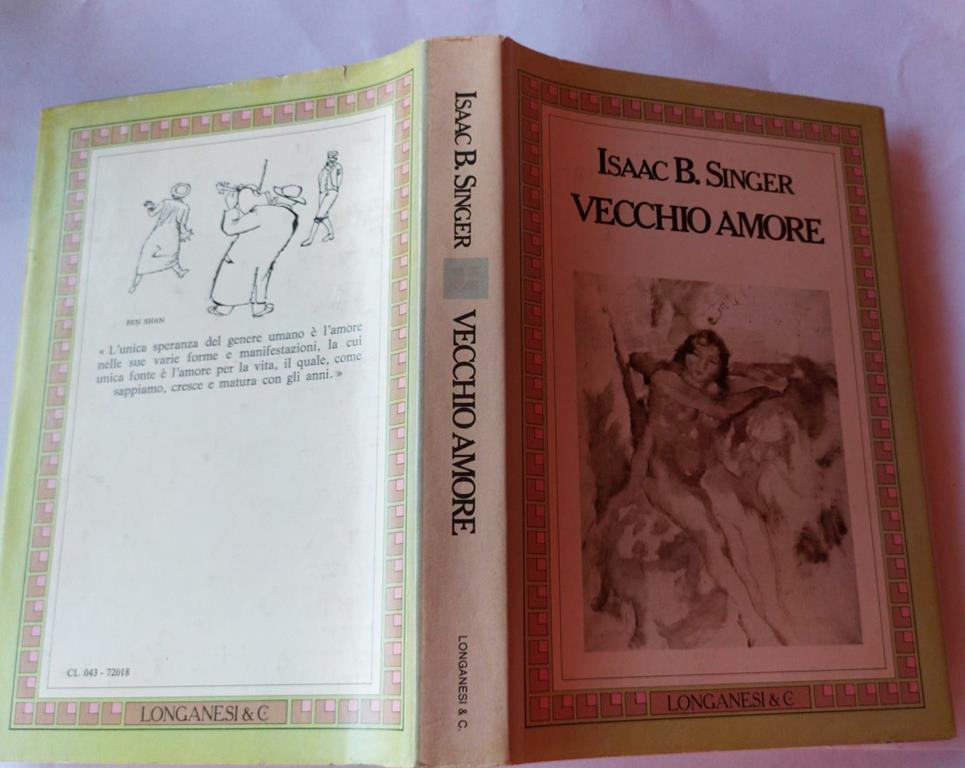 BEN SHAN
« L'unica speranza del genere umano è l'amore
nelle sue varie forme e manifestazioni, la cui
unica fonte è l'amore per la vita, il quale, come
sappiamo, cresce e matura con gli anni. »
CL 043 - 72018
LONGANESI & C
ISAAC B. SINGER
VECCHIO AMORE
LONGANESI & C.
ISAAC B. SINGER
VECCHIO AMORE
LONGANESI & C